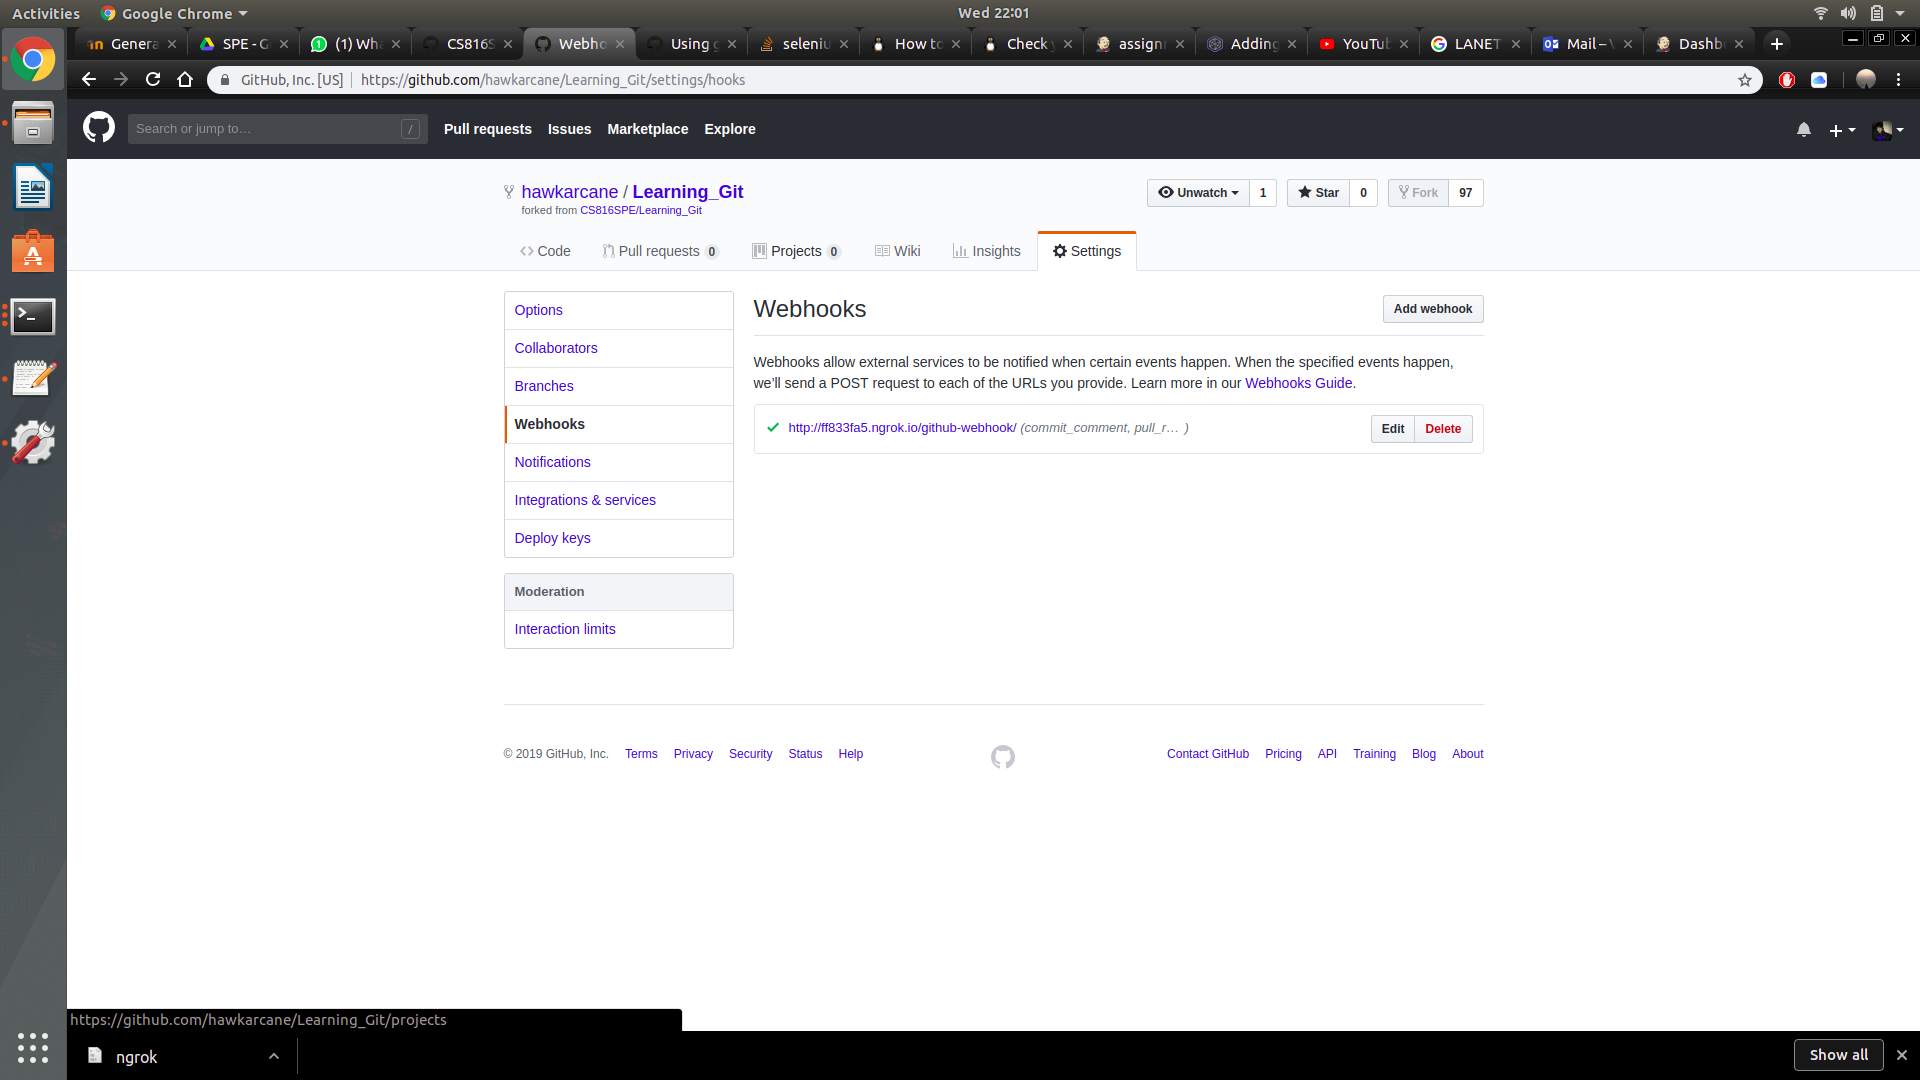 Activities Google Chrome Wed 22:01
Genera SPE - G (1) Wha CS816S Webho Using g seleniu How to Check y assignm Adding YouTub LANET Mail – Dashb
GitHub, Inc. [US] https://github.com/hawkarcane/Learning_Git/settings/hooks
Search or jump to… / Pull requests Issues Marketplace Explore
hawkarcane / Learning_Git Unwatch 1 Star 0 Fork 97
forked from CS816SPE/Learning_Git
Code Pull requests 0 Projects 0 Wiki Insights Settings
Options
Collaborators
Branches
Webhooks
Notifications
Integrations & services
Deploy keys
Moderation
Interaction limits
Webhooks Add webhook
Webhooks allow external services to be notified when certain events happen. When the specified events happen,
we’ll send a POST request to each of the URLs you provide. Learn more in our Webhooks Guide.
http://ff833fa5.ngrok.io/github-webhook/ (commit_comment, pull_r… ) Edit Delete
© 2019 GitHub, Inc. Terms Privacy Security Status Help Contact GitHub Pricing API Training Blog About
https://github.com/hawkarcane/Learning_Git/projects
ngrok Show all